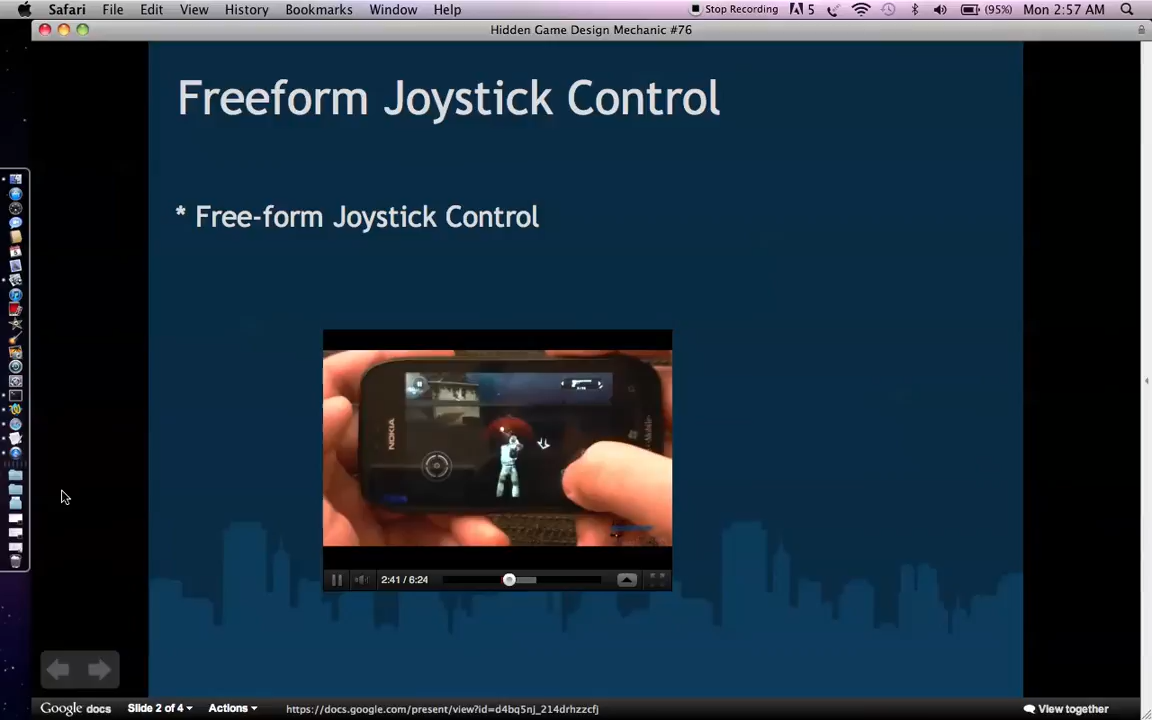 Safari File Edit View History Bookmarks Window Help Stop Recording 5 (95%) Mon 2:57 AM
Hidden Game Design Mechanic #76
Freeform Joystick Control
* Free-form Joystick Control
NOKIA
2:41 / 6:24
Google docs Slide 2 of 4 Actions https://docs.google.com/present/view?id=d4bq5nj_214drhzzcfj View together